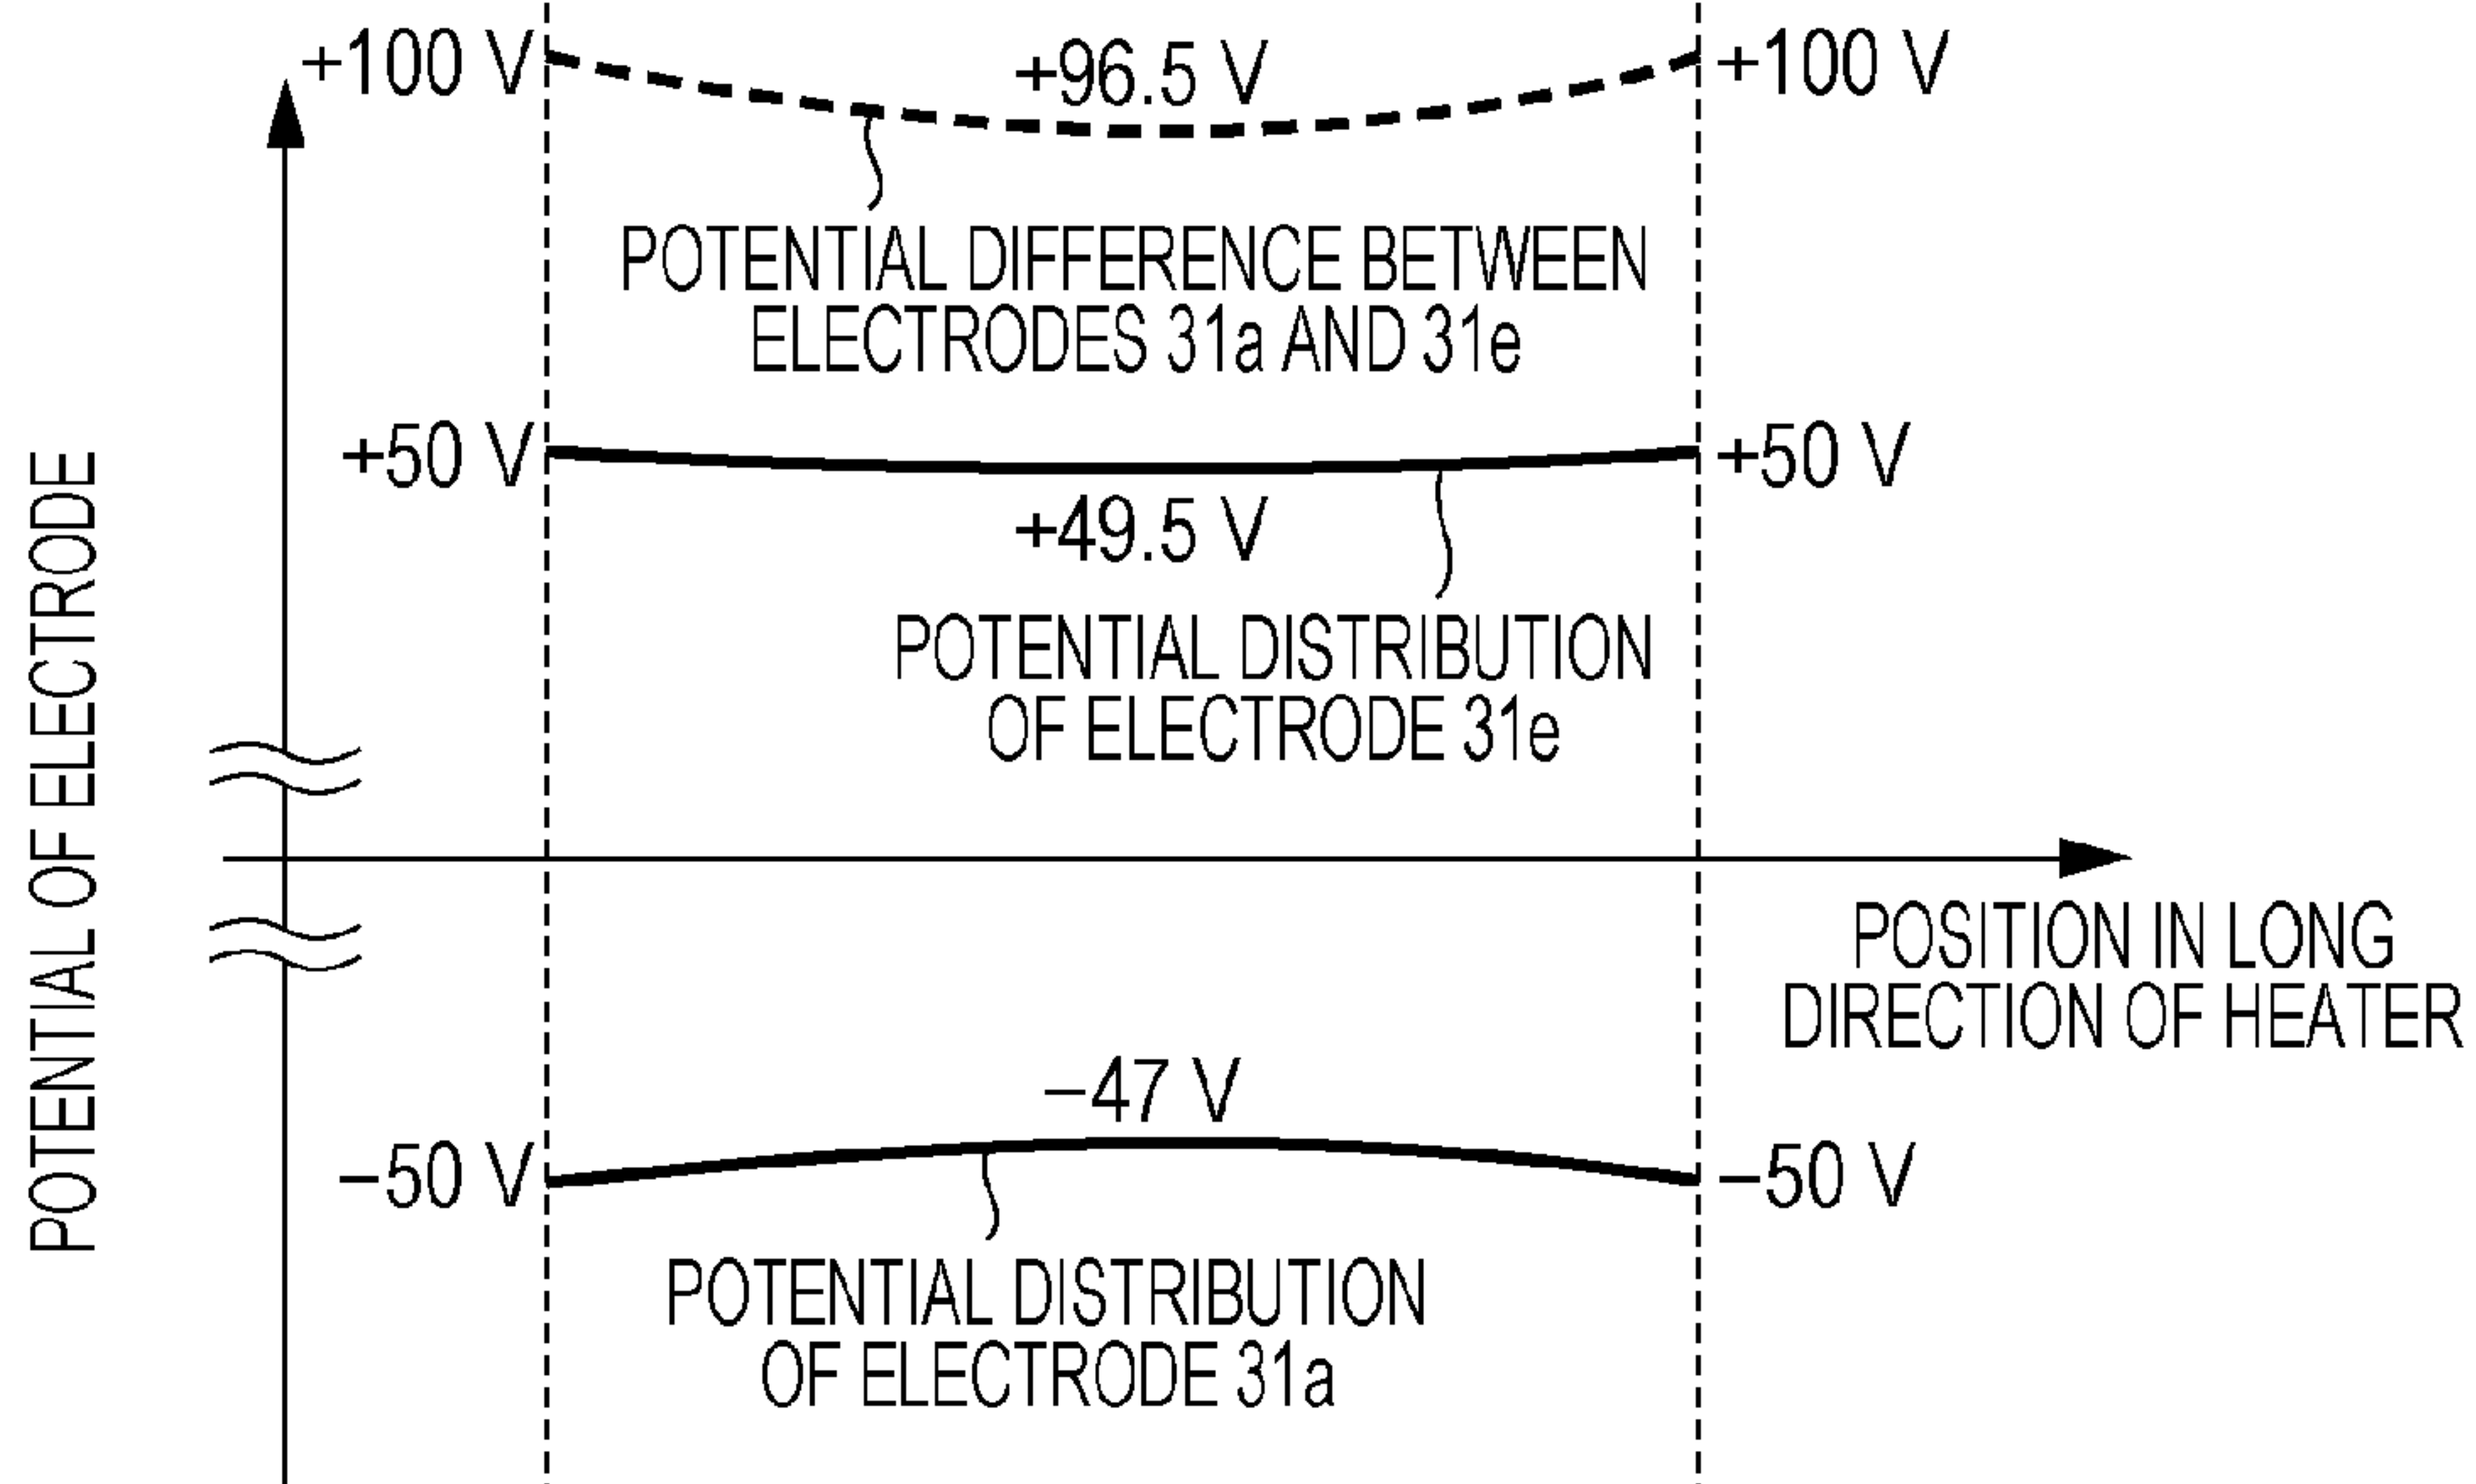 +100 V
+96.5 V
+100 V
POTENTIAL DIFFERENCE BETWEEN
ELECTRODES 31a AND 31e
+50 V
+50 V
+49.5 V
POTENTIAL DISTRIBUTION
OF ELECTRODE 31e
POTENTIAL OF ELECTRODE
POSITION IN LONG
DIRECTION OF HEATER
−47 V
−50 V
−50 V
POTENTIAL DISTRIBUTION
OF ELECTRODE 31a